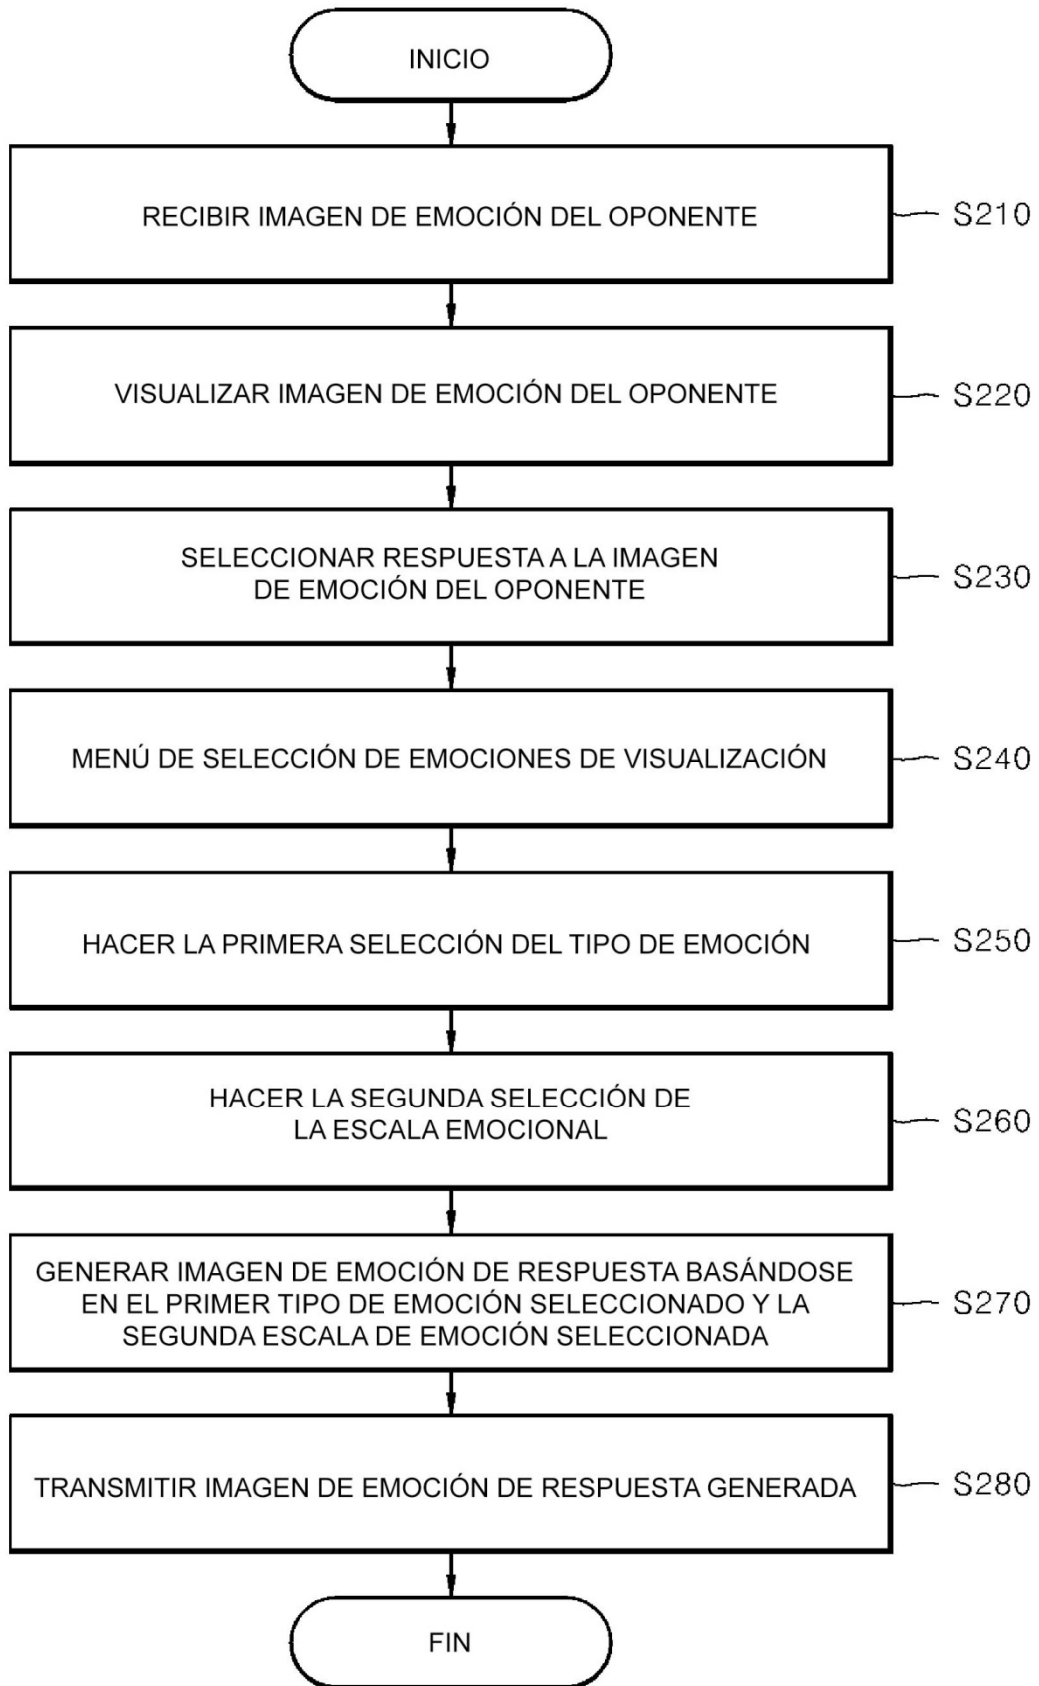 INICIO
RECIBIR IMAGEN DE EMOCIÓN DEL OPONENTE
S210
VISUALIZAR IMAGEN DE EMOCIÓN DEL OPONENTE
S220
SELECCIONAR RESPUESTA A LA IMAGEN
DE EMOCIÓN DEL OPONENTE
S230
MENÚ DE SELECCIÓN DE EMOCIONES DE VISUALIZACIÓN
S240
HACER LA PRIMERA SELECCIÓN DEL TIPO DE EMOCIÓN
S250
HACER LA SEGUNDA SELECCIÓN DE
LA ESCALA EMOCIONAL
S260
GENERAR IMAGEN DE EMOCIÓN DE RESPUESTA BASÁNDOSE
EN EL PRIMER TIPO DE EMOCIÓN SELECCIONADO Y LA
SEGUNDA ESCALA DE EMOCIÓN SELECCIONADA
S270
TRANSMITIR IMAGEN DE EMOCIÓN DE RESPUESTA GENERADA
S280
FIN